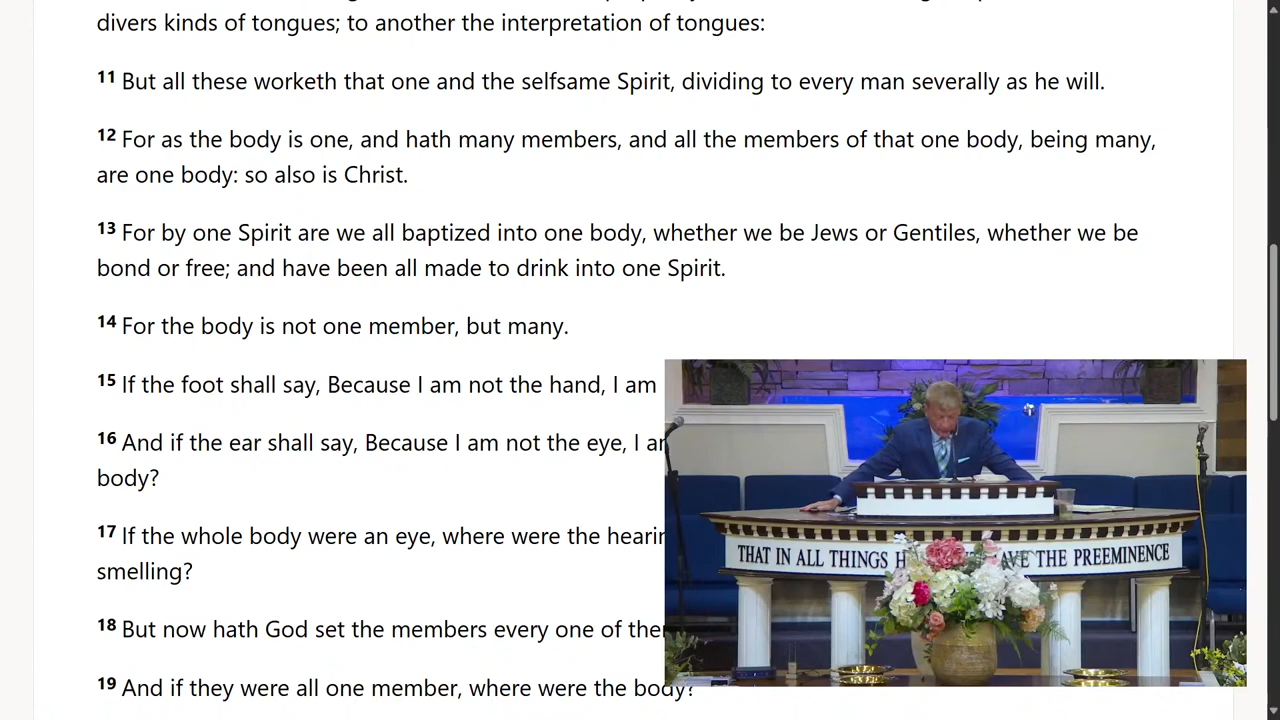 divers kinds of tongues; to another the interpretation of tongues:
11 But all these worketh that one and the selfsame Spirit, dividing to every man severally as he will.
12 For as the body is one, and hath many members, and all the members of that one body, being many,
are one body: so also is Christ.
13 For by one Spirit are we all baptized into one body, whether we be Jews or Gentiles, whether we be
bond or free; and have been all made to drink into one Spirit.
14 For the body is not one member, but many.
15 If the foot shall say, Because I am not the hand, I am
16 And if the ear shall say, Because I am not the eye, I
body?
17 If the whole body were an eye, where were the
smelling?
18 But now hath God set the members every one of
19 And if they were all one member, where were the body?
THAT IN ALL THINGS THE PREEMINENCE